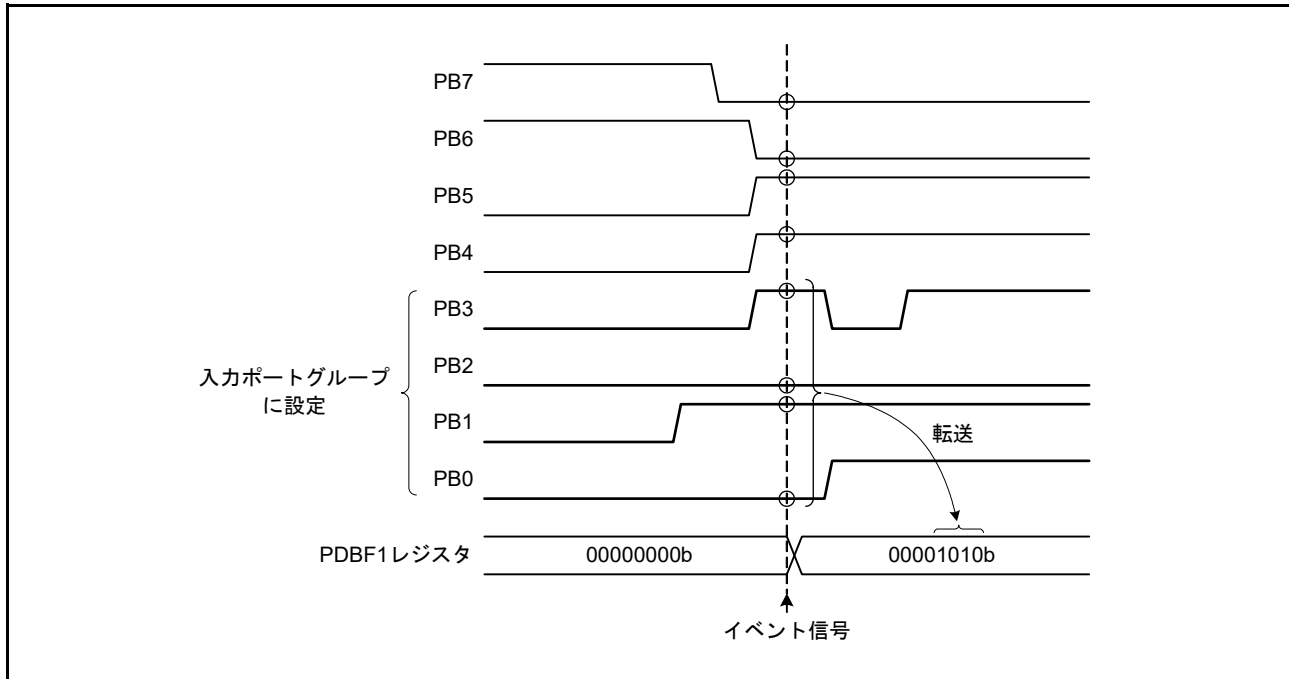 PB7
PB6
PB5
PB4
PB3
PB2
入力ポートグループ
に設定
PB1
転送
PB0
PDBF1レジスタ
00000000b
00001010b
イベント信号